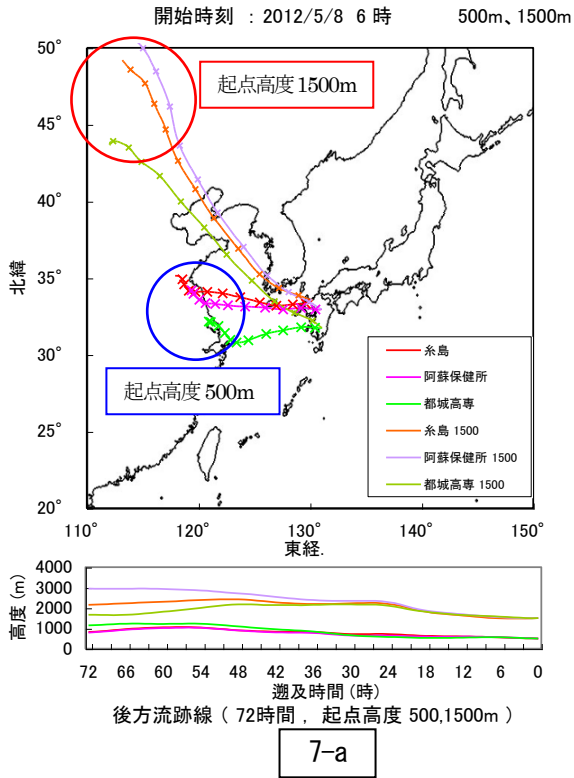 開始時刻 : 2012/5/8 6 時 500m、1500m
50°
45°
40°
35°
30°
25°
20°
北緯
起点高度1500m
起点高度500m
糸島
阿蘇保健所
都城高専
糸島 1500
阿蘇保健所 1500
都城高専 1500
110° 120° 130° 140° 150°
東経.
4000
3000
2000
1000
0
高度 (m)
72 66 60 54 48 42 36 30 24 18 12 6 0
遡及時間 (時)
後方流跡線 ( 72時間 , 起点高度 500,1500m )
7-a